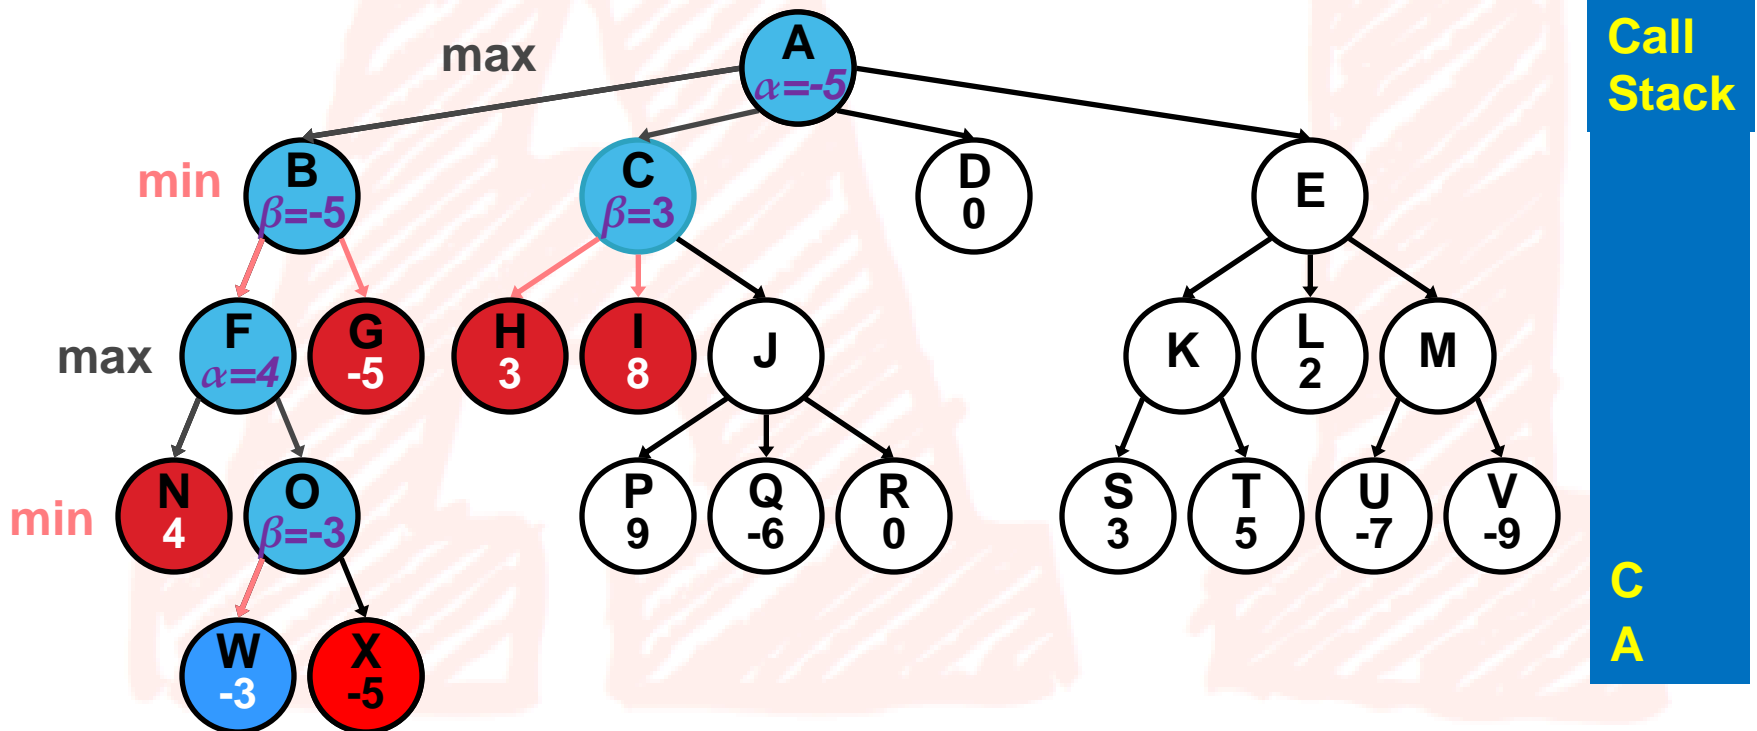 max
A
α=-5
Call
Stack
min
B
β=-5
C
β=3
D
0
E
max
F
α=4
G
-5
H
3
I
8
J
K
L
2
M
min
N
4
O
β=-3
P
9
Q
-6
R
0
S
3
T
5
U
-7
V
-9
C
A
W
-3
X
-5